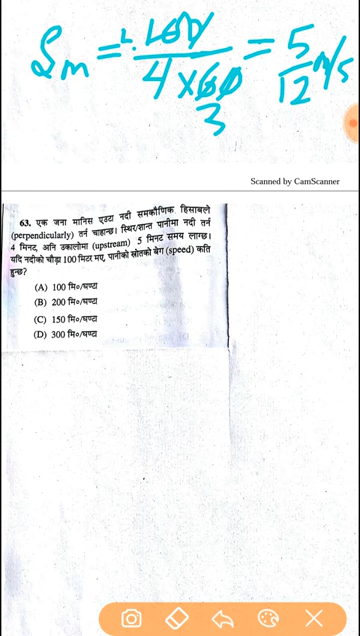 Sm = 100 / 4 × 60 = 5/12 m/s
3
Scanned by CamScanner
63. एक जना मानिस एउटा नदी समकौणिक हिसाबले
(perpendicularly) तर्न चाहान्छ। स्थिर/शान्त पानीमा नदी तर्न
4 मिनट, अनि उकालोमा (upstream) 5 मिनट समय लाग्छ।
यदि नदीको चौडा 100 मिटर भए, पानीको स्रोतको बेग (speed) कति
हुन्छ?
(A) 100 मि०/घण्टा
(B) 200 मि०/घण्टा
(C) 150 मि०/घण्टा
(D) 300 मि०/घण्टा